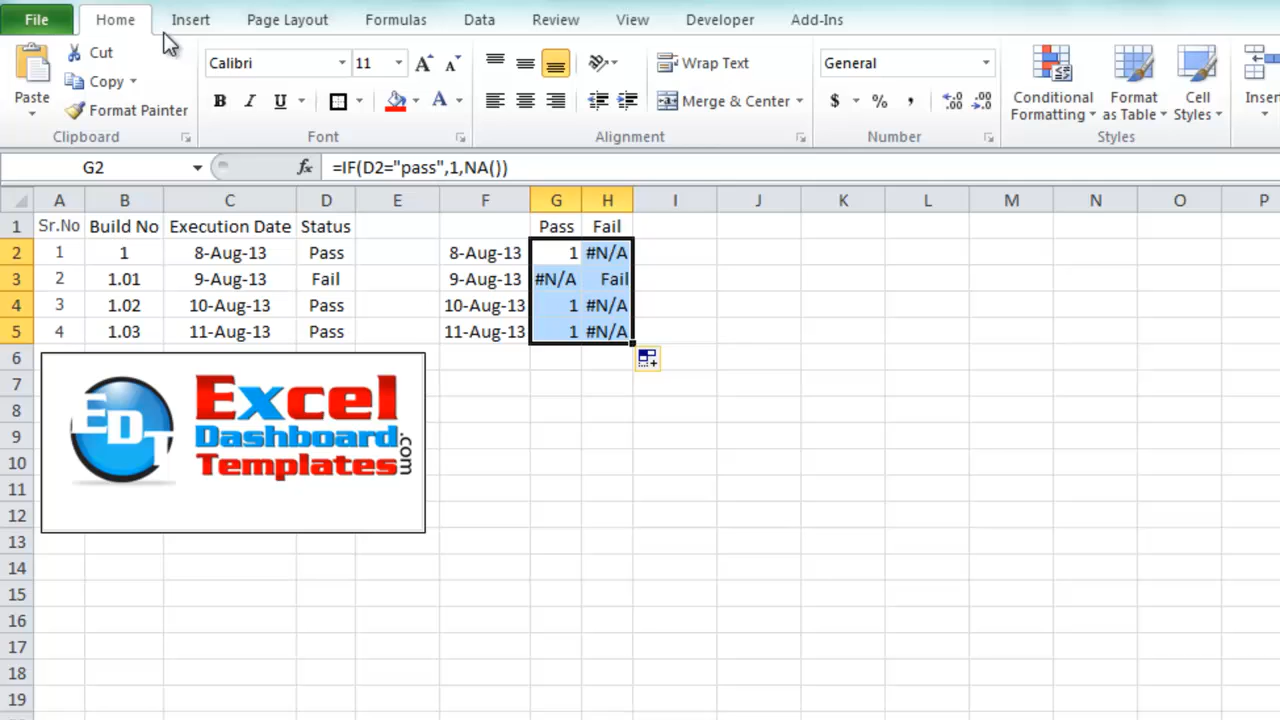 File Home Insert Page Layout Formulas Data Review View Developer Add-Ins
Cut
Calibri 11 A A Wrap Text General
Copy
Paste Format Painter B I U A Merge & Center $ % , .00 .00 Conditional Formatting Format as Table Cell Styles Insert
Clipboard Font Alignment Number Styles
G2 fx =IF(D2="pass",1,NA())
A B C D E F G H I J K L M N O P
1 Sr.No Build No Execution Date Status Pass Fail
2 1 1 8-Aug-13 Pass 8-Aug-13 1 #N/A
3 2 1.01 9-Aug-13 Fail 9-Aug-13 #N/A Fail
4 3 1.02 10-Aug-13 Pass 10-Aug-13 1 #N/A
5 4 1.03 11-Aug-13 Pass 11-Aug-13 1 #N/A
6
7
8
9
10
11
12
13
14
15
16
17
18
19
EDT
Excel
Dashboard
Templates
.com